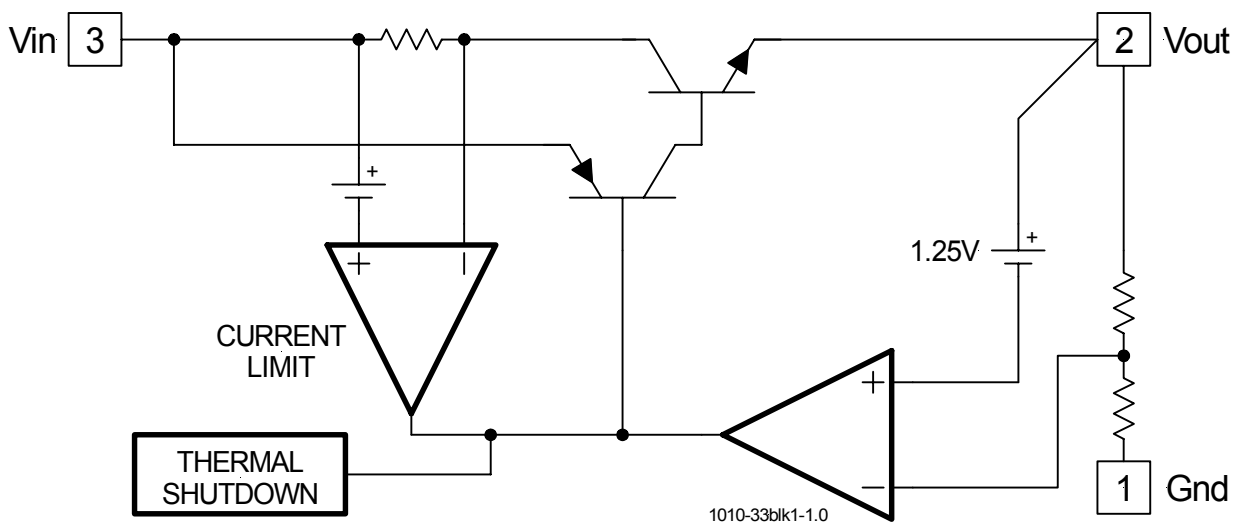 Vin 3
2 Vout
+
+
1.25V
+ −
CURRENT
LIMIT
+
THERMAL
SHUTDOWN
−
1 Gnd
1010-33blk1-1.0